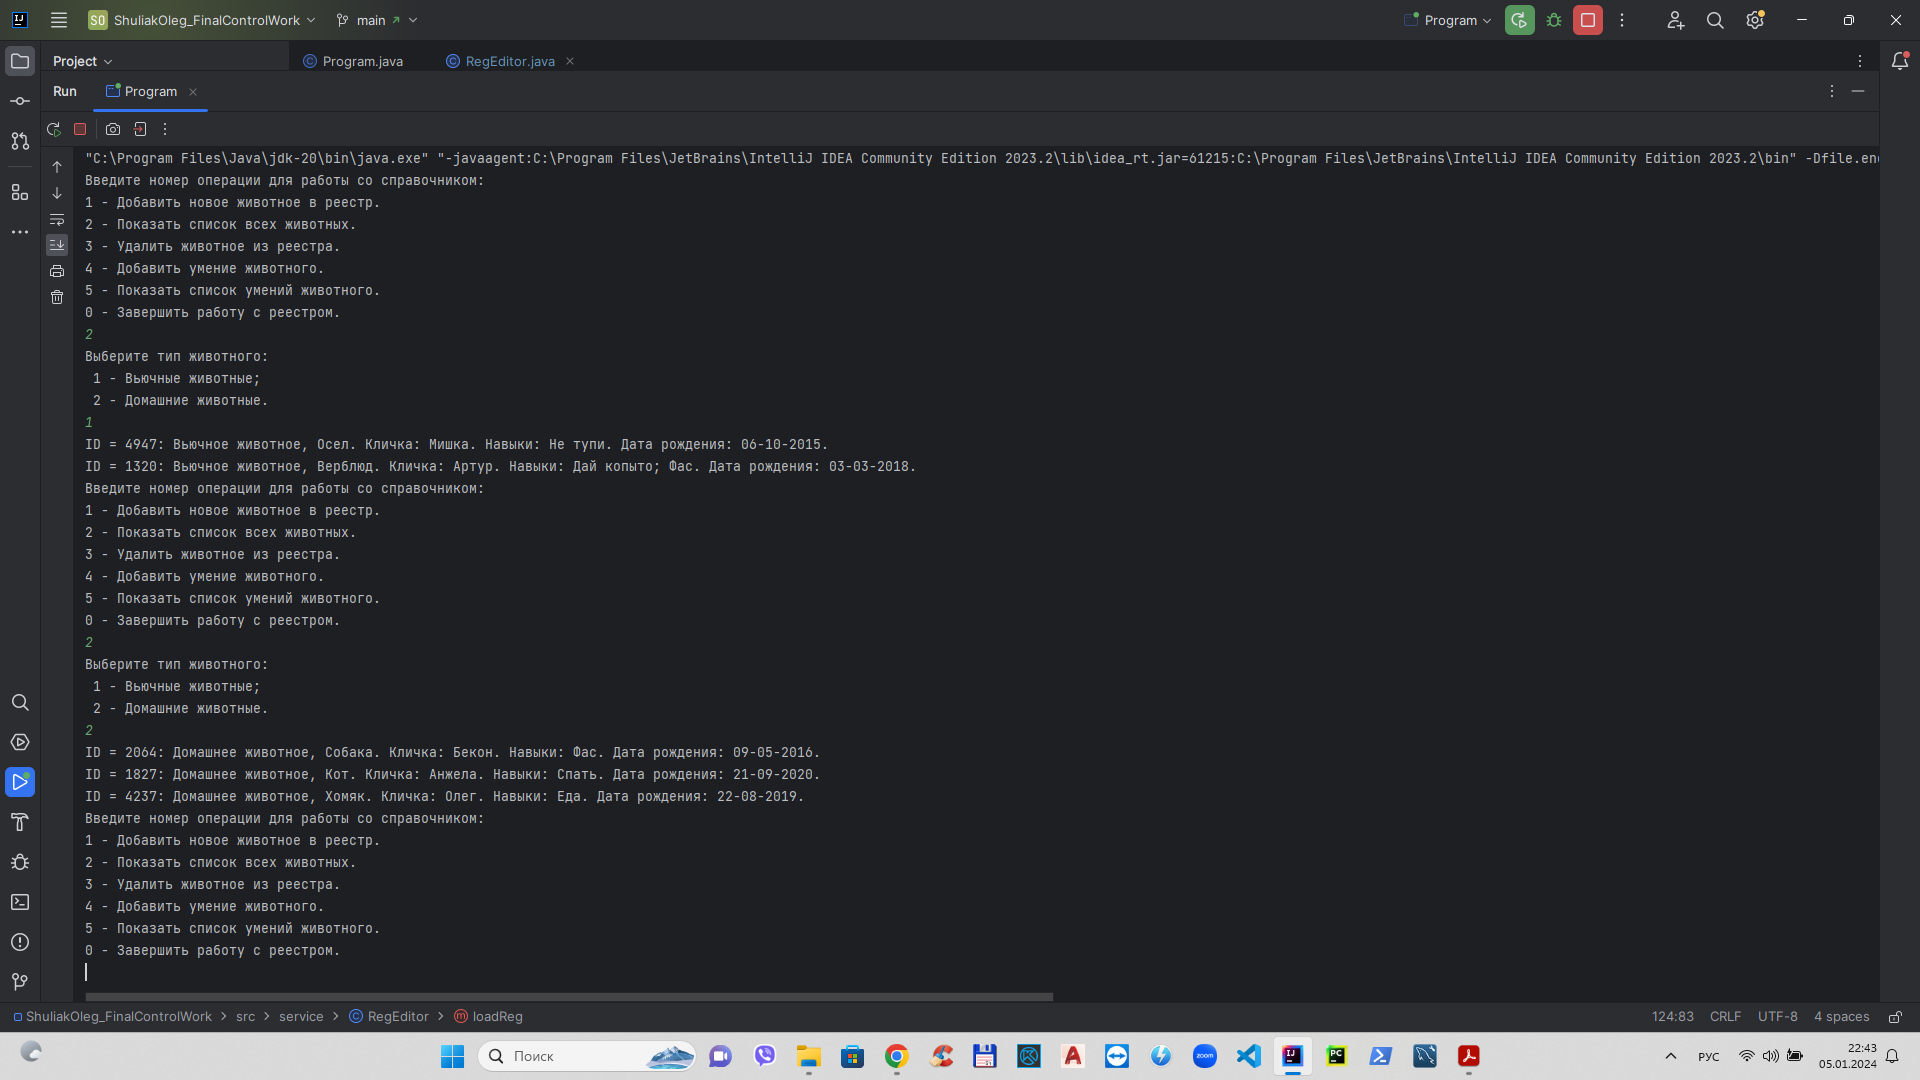 SO ShuliakOleg_FinalControlWork main Program
Project Program.java RegEditor.java
Run Program
"C:\Program Files\Java\jdk-20\bin\java.exe" "-javaagent:C:\Program Files\JetBrains\IntelliJ IDEA Community Edition 2023.2\lib\idea_rt.jar=61215:C:\Program Files\JetBrains\IntelliJ IDEA Community Edition 2023.2\bin" -Dfile.en
Введите номер операции для работы со справочником:
1 - Добавить новое животное в реестр.
2 - Показать список всех животных.
3 - Удалить животное из реестра.
4 - Добавить умение животного.
5 - Показать список умений животного.
0 - Завершить работу с реестром.
2
Выберите тип животного:
1 - Вьючные животные;
2 - Домашние животные.
1
ID = 4947: Вьючное животное, Осел. Кличка: Мишка. Навыки: Не тупи. Дата рождения: 06-10-2015.
ID = 1320: Вьючное животное, Верблюд. Кличка: Артур. Навыки: Дай копыто; Фас. Дата рождения: 03-03-2018.
Введите номер операции для работы со справочником:
1 - Добавить новое животное в реестр.
2 - Показать список всех животных.
3 - Удалить животное из реестра.
4 - Добавить умение животного.
5 - Показать список умений животного.
0 - Завершить работу с реестром.
2
Выберите тип животного:
1 - Вьючные животные;
2 - Домашние животные.
2
ID = 2064: Домашнее животное, Собака. Кличка: Бекон. Навыки: Фас. Дата рождения: 09-05-2016.
ID = 1827: Домашнее животное, Кот. Кличка: Анжела. Навыки: Спать. Дата рождения: 21-09-2020.
ID = 4237: Домашнее животное, Хомяк. Кличка: Олег. Навыки: Еда. Дата рождения: 22-08-2019.
Введите номер операции для работы со справочником:
1 - Добавить новое животное в реестр.
2 - Показать список всех животных.
3 - Удалить животное из реестра.
4 - Добавить умение животного.
5 - Показать список умений животного.
0 - Завершить работу с реестром.
ShuliakOleg_FinalControlWork > src > service > RegEditor > loadReg 124:83 CRLF UTF-8 4 spaces
Поиск zoom РУС 22:43
05.01.2024